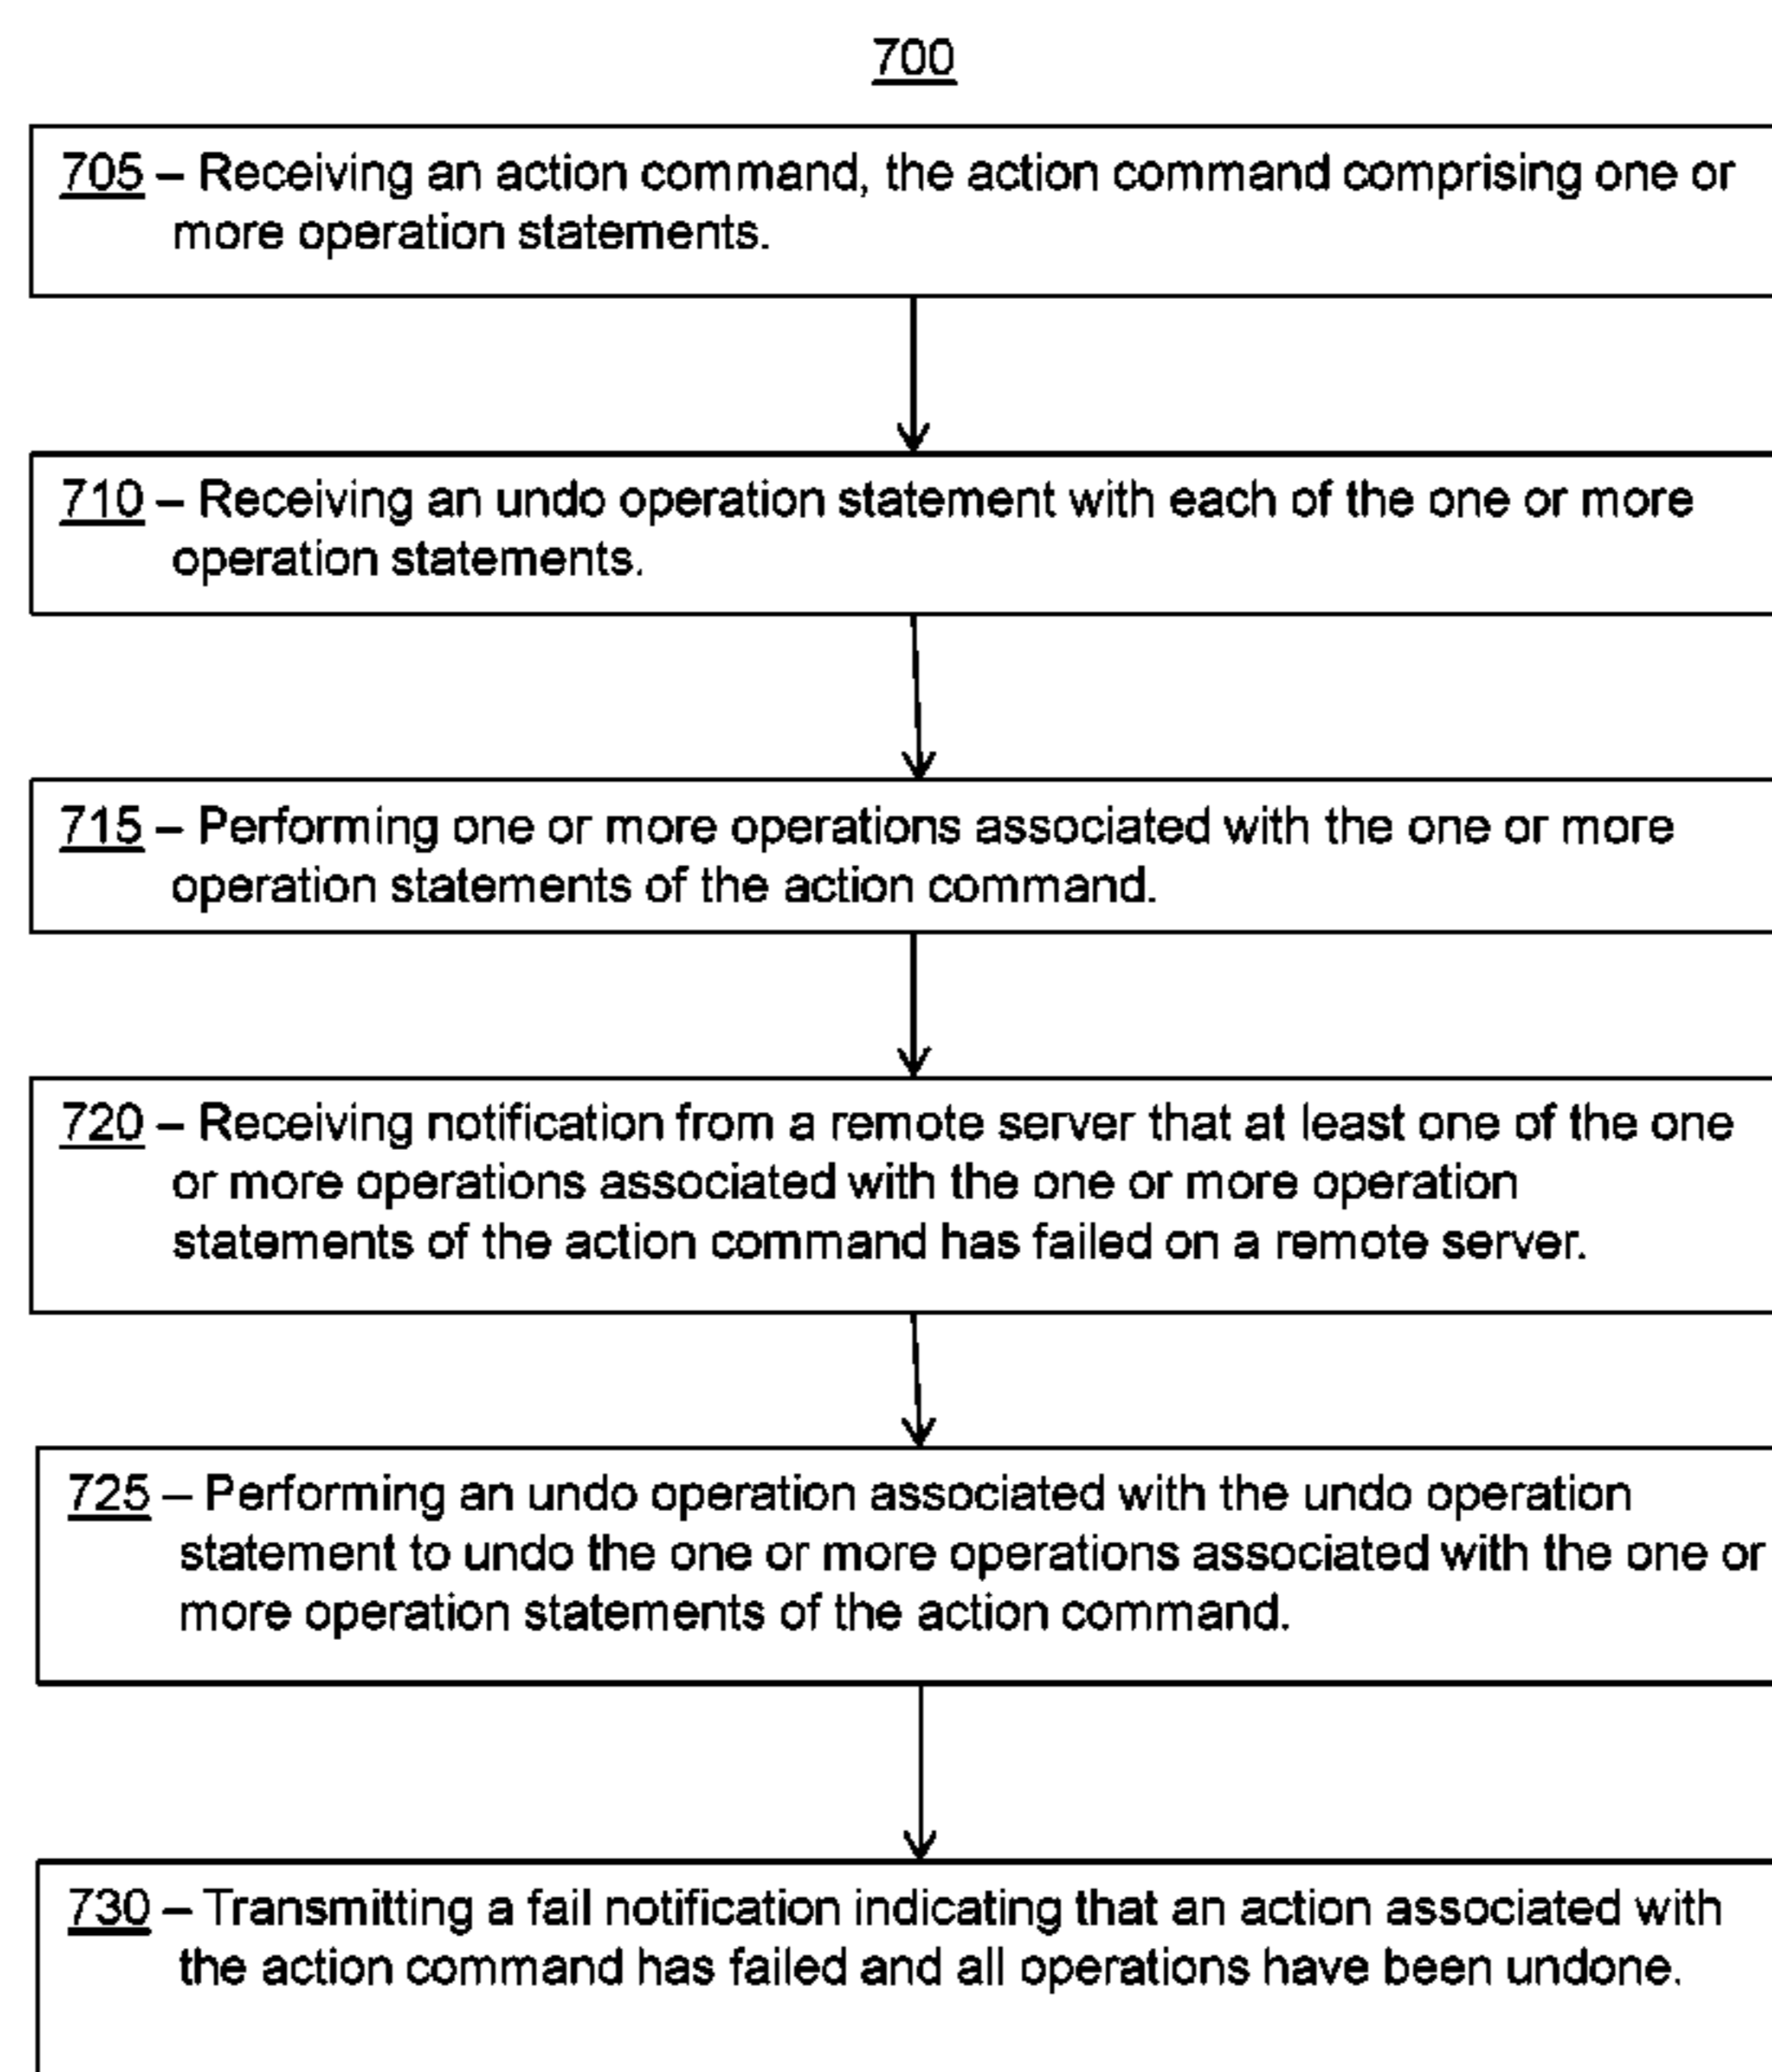 700
705 – Receiving an action command, the action command comprising one or
more operation statements.
710 – Receiving an undo operation statement with each of the one or more
operation statements.
715 – Performing one or more operations associated with the one or more
operation statements of the action command.
720 – Receiving notification from a remote server that at least one of the one
or more operations associated with the one or more operation
statements of the action command has failed on a remote server.
725 – Performing an undo operation associated with the undo operation
statement to undo the one or more operations associated with the one or
more operation statements of the action command.
730 – Transmitting a fail notification indicating that an action associated with
the action command has failed and all operations have been undone.